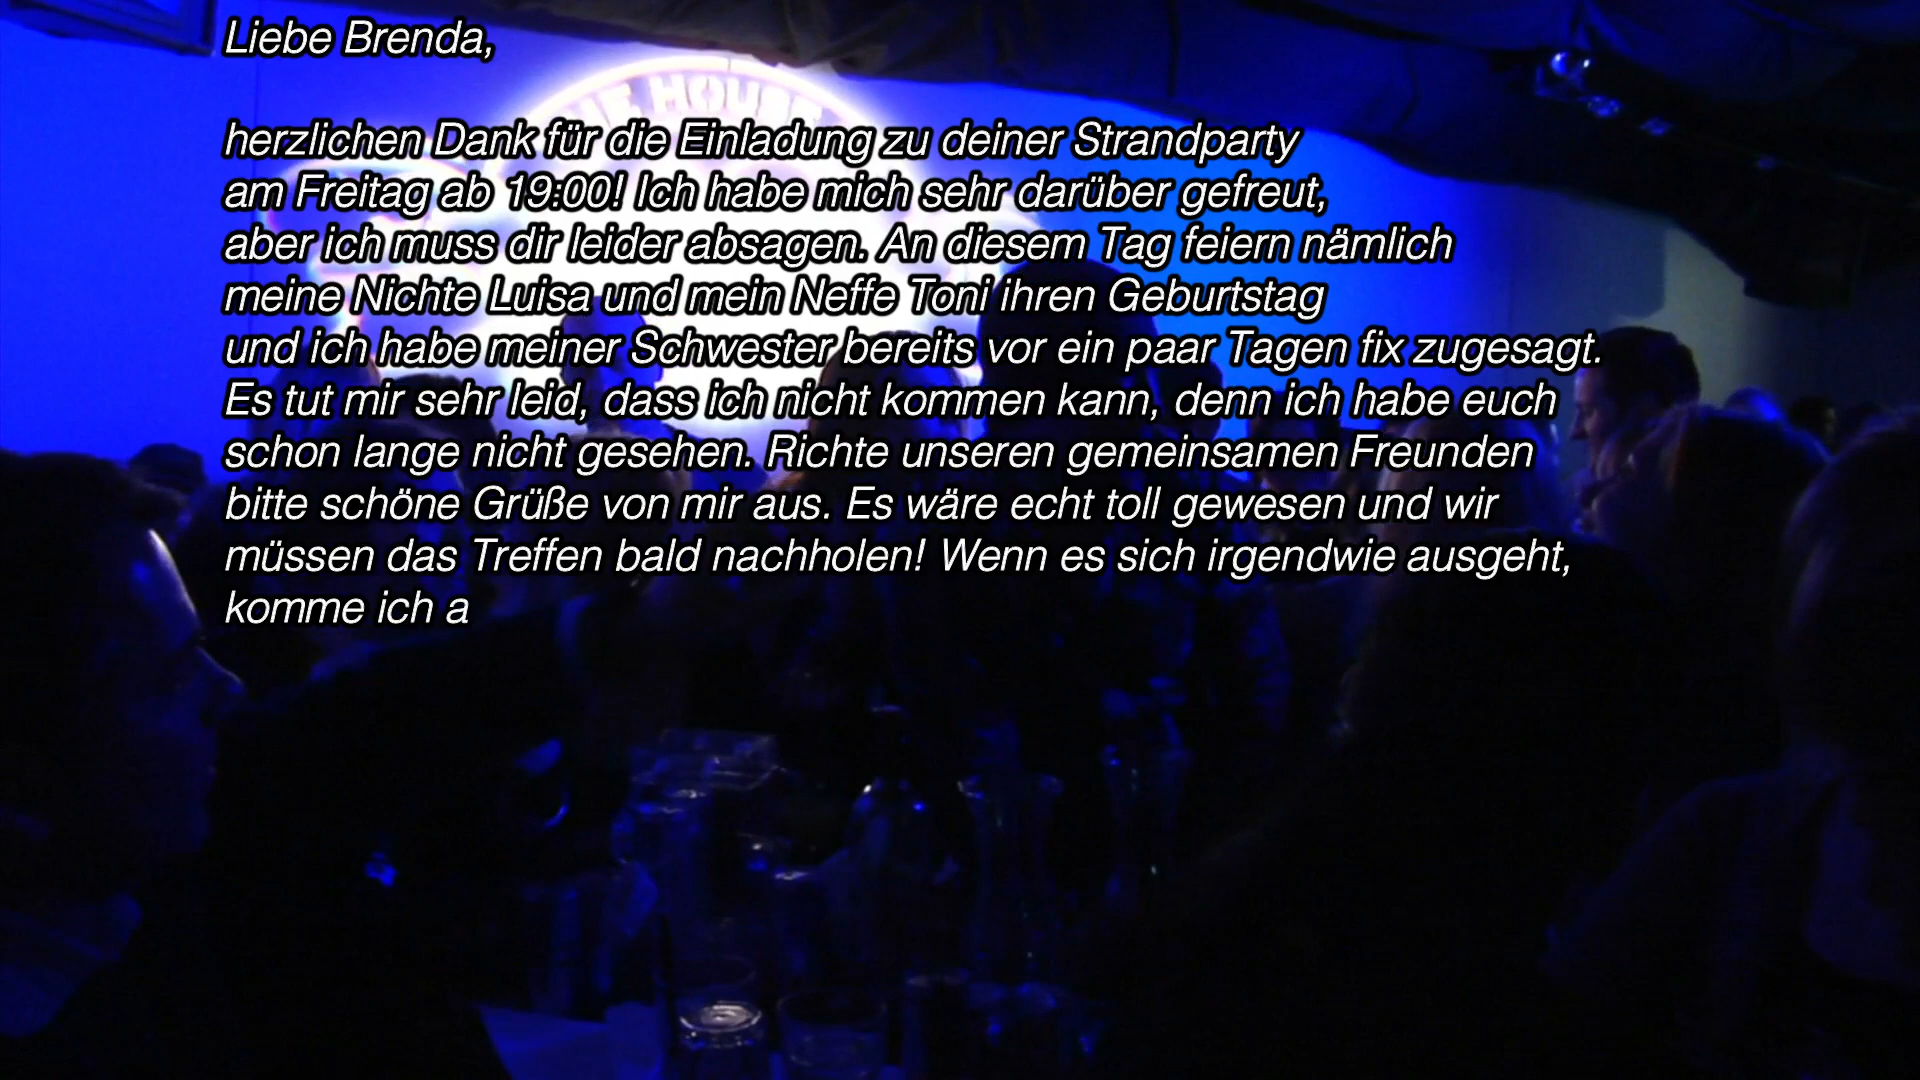 THE HOUSE
Liebe Brenda,
herzlichen Dank für die Einladung zu deiner Strandparty
am Freitag ab 19:00! Ich habe mich sehr darüber gefreut,
aber ich muss dir leider absagen. An diesem Tag feiern nämlich
meine Nichte Luisa und mein Neffe Toni ihren Geburtstag
und ich habe meiner Schwester bereits vor ein paar Tagen fix zugesagt.
Es tut mir sehr leid, dass ich nicht kommen kann, denn ich habe euch
schon lange nicht gesehen. Richte unseren gemeinsamen Freunden
bitte schöne Grüße von mir aus. Es wäre echt toll gewesen und wir
müssen das Treffen bald nachholen! Wenn es sich irgendwie ausgeht,
komme ich a